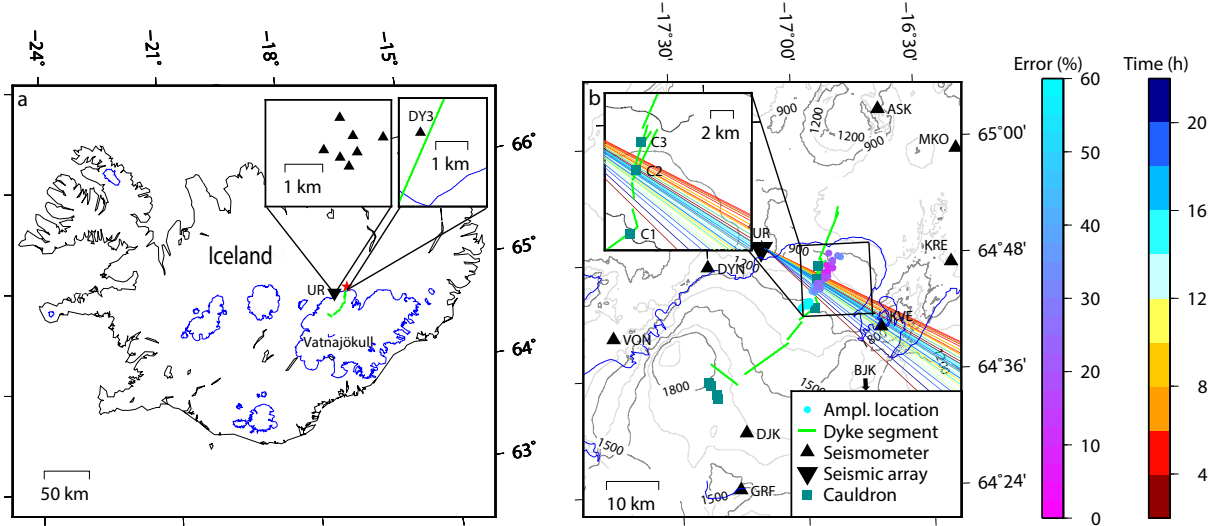 −24˚
−21˚
−18˚
−15˚
a
1 km
DY3
1 km
66˚
Iceland
65˚
UR
Vatnajökull
64˚
63˚
50 km
−17˚30'
−17˚00'
−16˚30'
b
900
1200
1200
900
ASK
MKO
65˚00'
2 km
C3
C2
C1
UR
900
1200
DYN
KRE
64˚48'
KVE
180
1200
VON
64˚36'
BJK
1800
1500
Ampl. location
Dyke segment
Seismometer
Seismic array
Cauldron
DJK
1500
1500
GRF
64˚24'
10 km
Error (%)
60
50
40
30
20
10
0
Time (h)
20
16
12
8
4